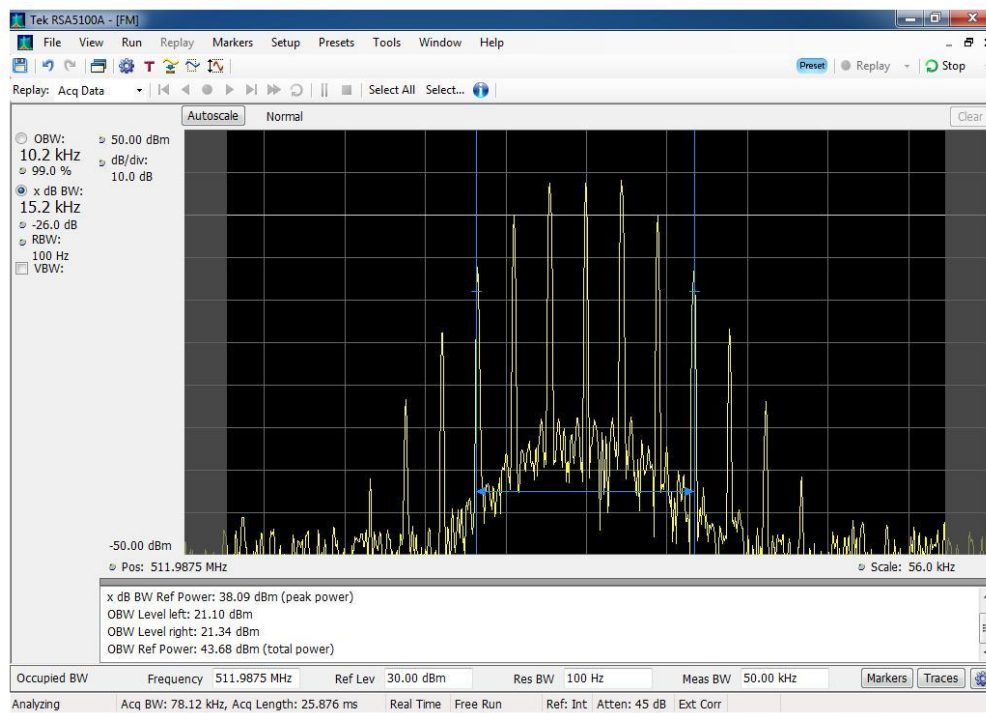 Tek RSA5100A - [FM]
File View Run Replay Markers Setup Presets Tools Window Help
Preset Replay Stop
Replay: Acq Data Select All Select...
Autoscale Normal Clear
OBW:
10.2 kHz
99.0 %
x dB BW:
15.2 kHz
-26.0 dB
RBW:
100 Hz
VBW:
50.00 dBm
dB/div:
10.0 dB
-50.00 dBm
Pos: 511.9875 MHz Scale: 56.0 kHz
x dB BW Ref Power: 38.09 dBm (peak power)
OBW Level left: 21.10 dBm
OBW Level right: 21.34 dBm
OBW Ref Power: 43.68 dBm (total power)
Occupied BW Frequency 511.9875 MHz Ref Lev 30.00 dBm Res BW 100 Hz Meas BW 50.00 kHz Markers Traces
Analyzing Acq BW: 78.12 kHz, Acq Length: 25.876 ms Real Time Free Run Ref: Int Atten: 45 dB Ext Corr